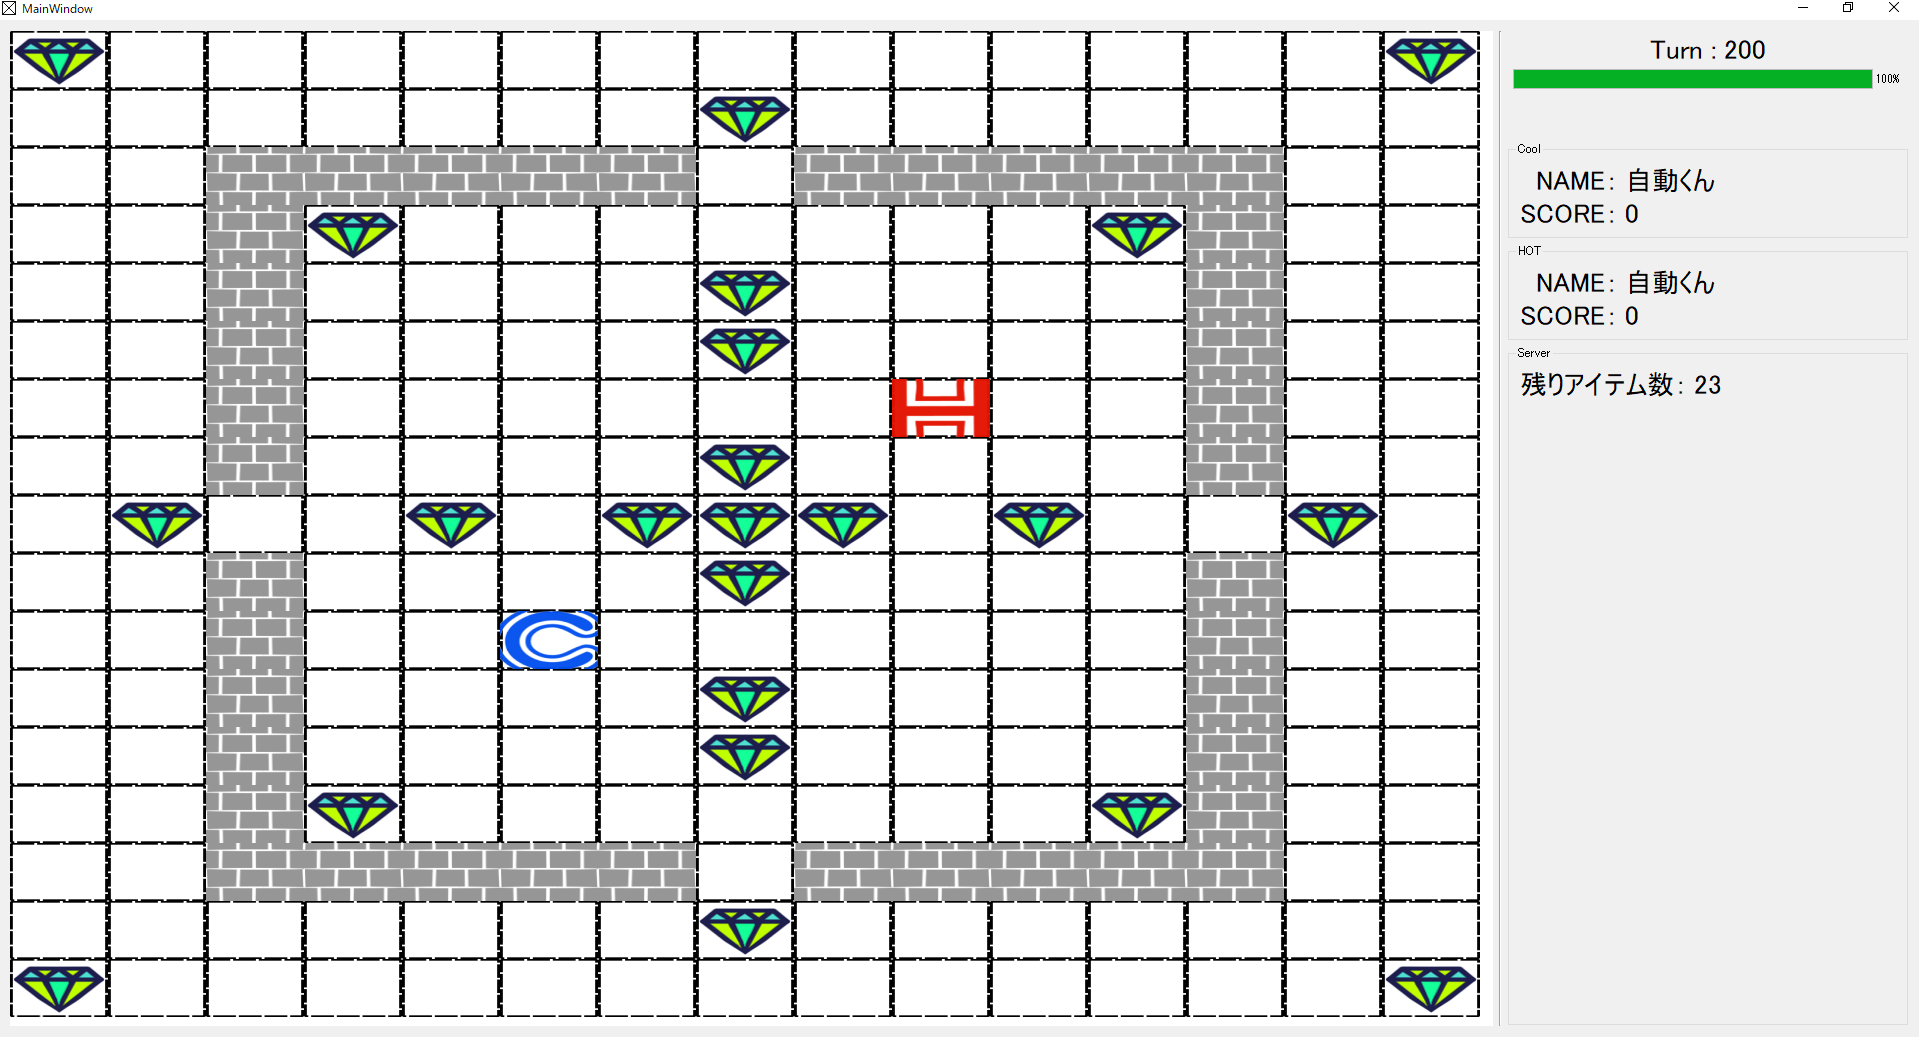 MainWindow
Turn : 200
100%
Cool
NAME: 自動くん
SCORE: 0
HOT
NAME: 自動くん
SCORE: 0
Server
残りアイテム数: 23
H
C